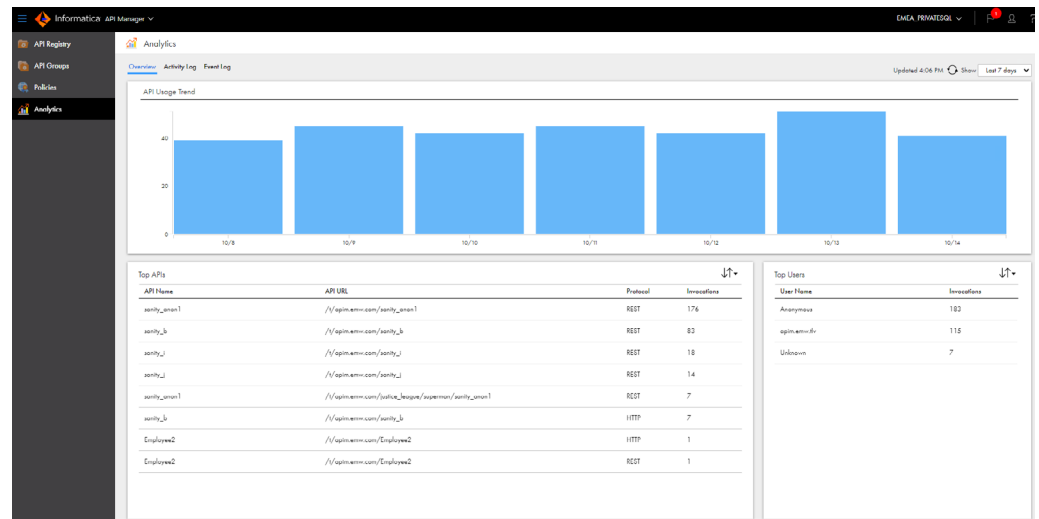 Informatica API Manager
EMEA_PRIVATESQL
1
?
API Registry
API Groups
Policies
Analytics
Analytics
Overview Activity Log Event Log
Updated 4:06 PM Show Last 7 days
API Usage Trend
40
20
0
10/8 10/9 10/10 10/11 10/12 10/13 10/14
Top APIs
API Name API URL Protocol Invocations
sanity_anon1 /t/apim.emw.com/sanity_anon1 REST 176
sanity_b /t/apim.emw.com/sanity_b REST 83
sanity_i /t/apim.emw.com/sanity_i REST 18
sanity_j /t/apim.emw.com/sanity_j REST 14
sanity_anon1 /t/apim.emw.com/justice_league/superman/sanity_anon1 REST 7
sanity_b /t/apim.emw.com/sanity_b HTTP 7
Employee2 /t/apim.emw.com/Employee2 HTTP 1
Employee2 /t/apim.emw.com/Employee2 REST 1
Top Users
User Name Invocations
Anonymous 183
115
Unknown 7